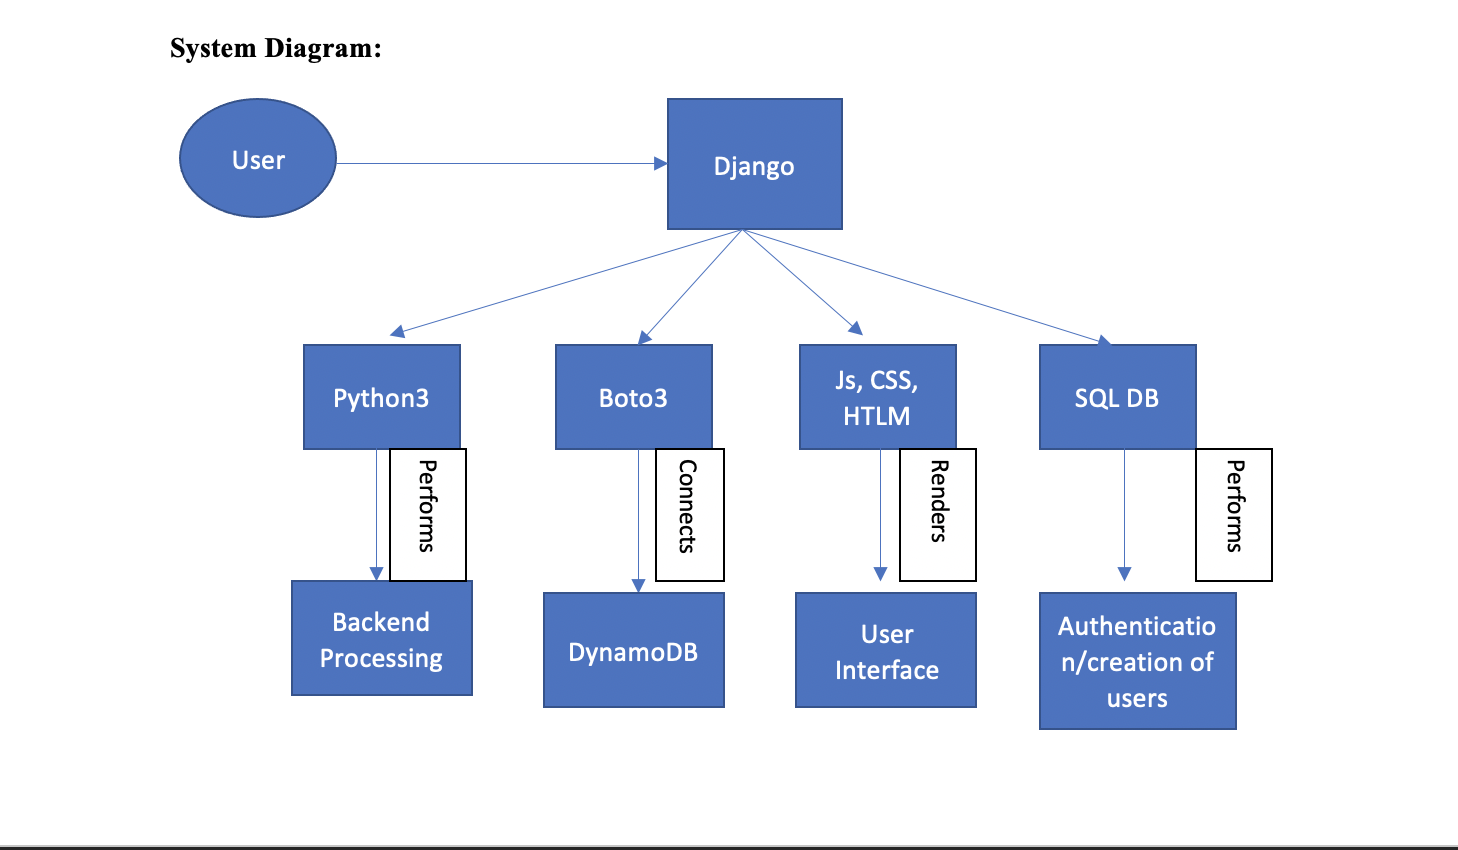 System Diagram:
User
Django
Python3
Boto3
Js, CSS,
HTLM
SQL DB
Performs
Connects
Renders
Performs
Backend
Processing
DynamoDB
User
Interface
Authenticatio
n/creation of
users